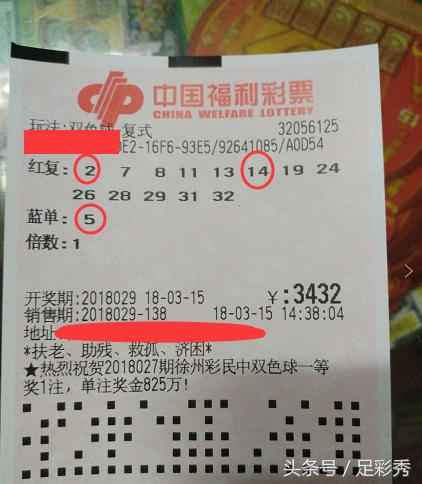 中国福利彩票
CHINA WELFARE LOTTERY
玩法:双色球 复式 32056125
0E2-16F6-93E5/92641085/A0D54
红复: 2 7 8 11 13 14 19 24
26 28 29 31 32
蓝单: 5
倍数: 1
开奖期:2018029 18-03-15 ￥:3432
销售期:2018029-138 18-03-15 14:38:04
地址
*扶老、助残、救孤、济困*
★热烈祝贺2018027期徐州彩民中双色球一等
奖1注，单注奖金825万!
头条号 / 足彩秀